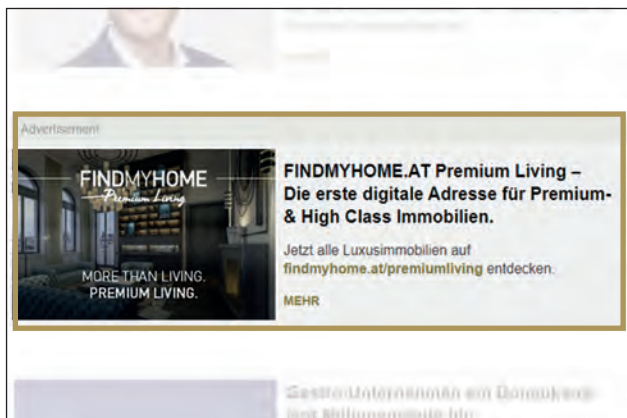 Advertisement
FINDMYHOME
Premium Living
MORE THAN LIVING.
PREMIUM LIVING.
FINDMYHOME.AT Premium Living –
Die erste digitale Adresse für Premium-
& High Class Immobilien.
Jetzt alle Luxusimmobilien auf
findmyhome.at/premiumliving entdecken.
MEHR